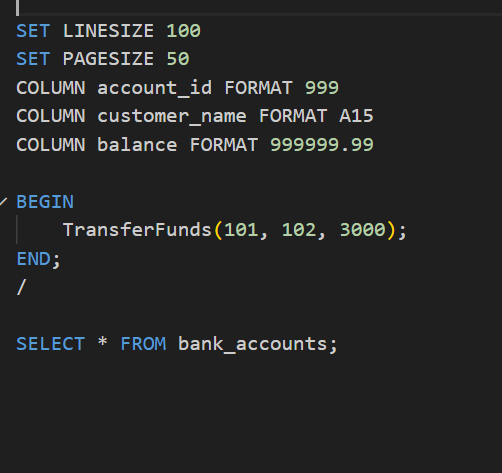 SET LINESIZE 100
SET PAGESIZE 50
COLUMN account_id FORMAT 999
COLUMN customer_name FORMAT A15
COLUMN balance FORMAT 999999.99
BEGIN
    TransferFunds(101, 102, 3000);
END;
/
SELECT * FROM bank_accounts;